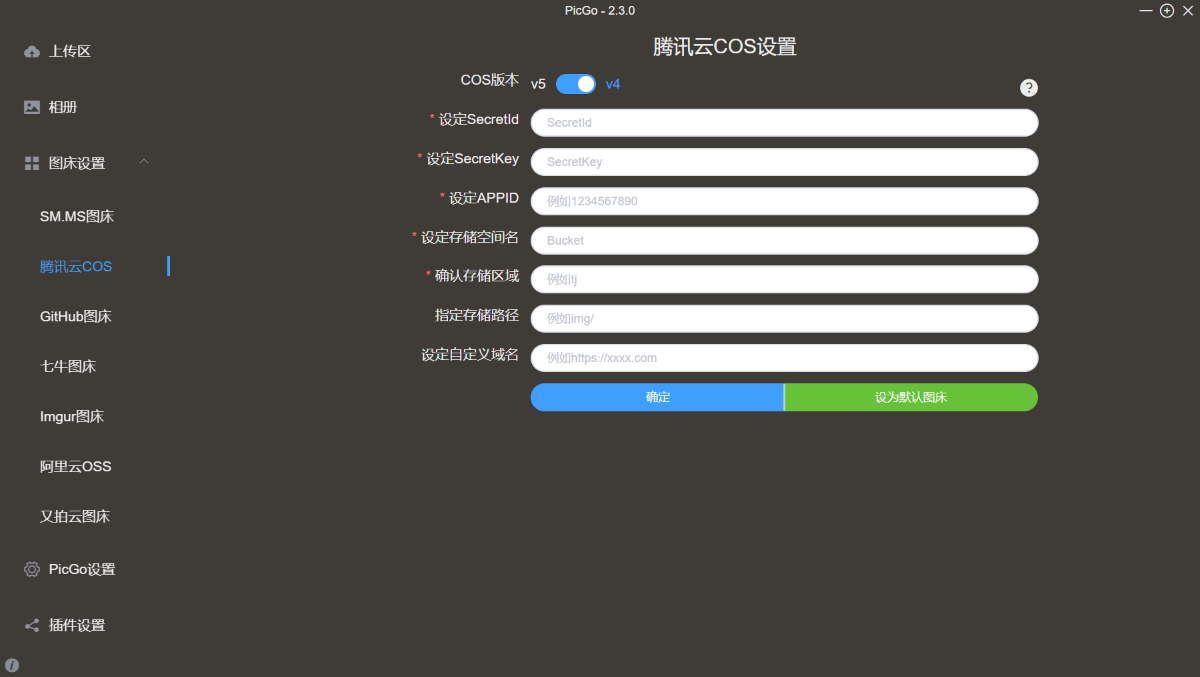 PicGo - 2.3.0
上传区
相册
图床设置
SM.MS图床
腾讯云COS
GitHub图床
七牛图床
Imgur图床
阿里云OSS
又拍云图床
PicGo设置
插件设置
腾讯云COS设置
COS版本 v5 v4
?
* 设定SecretId SecretId
* 设定SecretKey SecretKey
* 设定APPID 例如1234567890
* 设定存储空间名 Bucket
* 确认存储区域 例如tj
指定存储路径 例如img/
设定自定义域名 例如https://xxxx.com
确定 设为默认图床